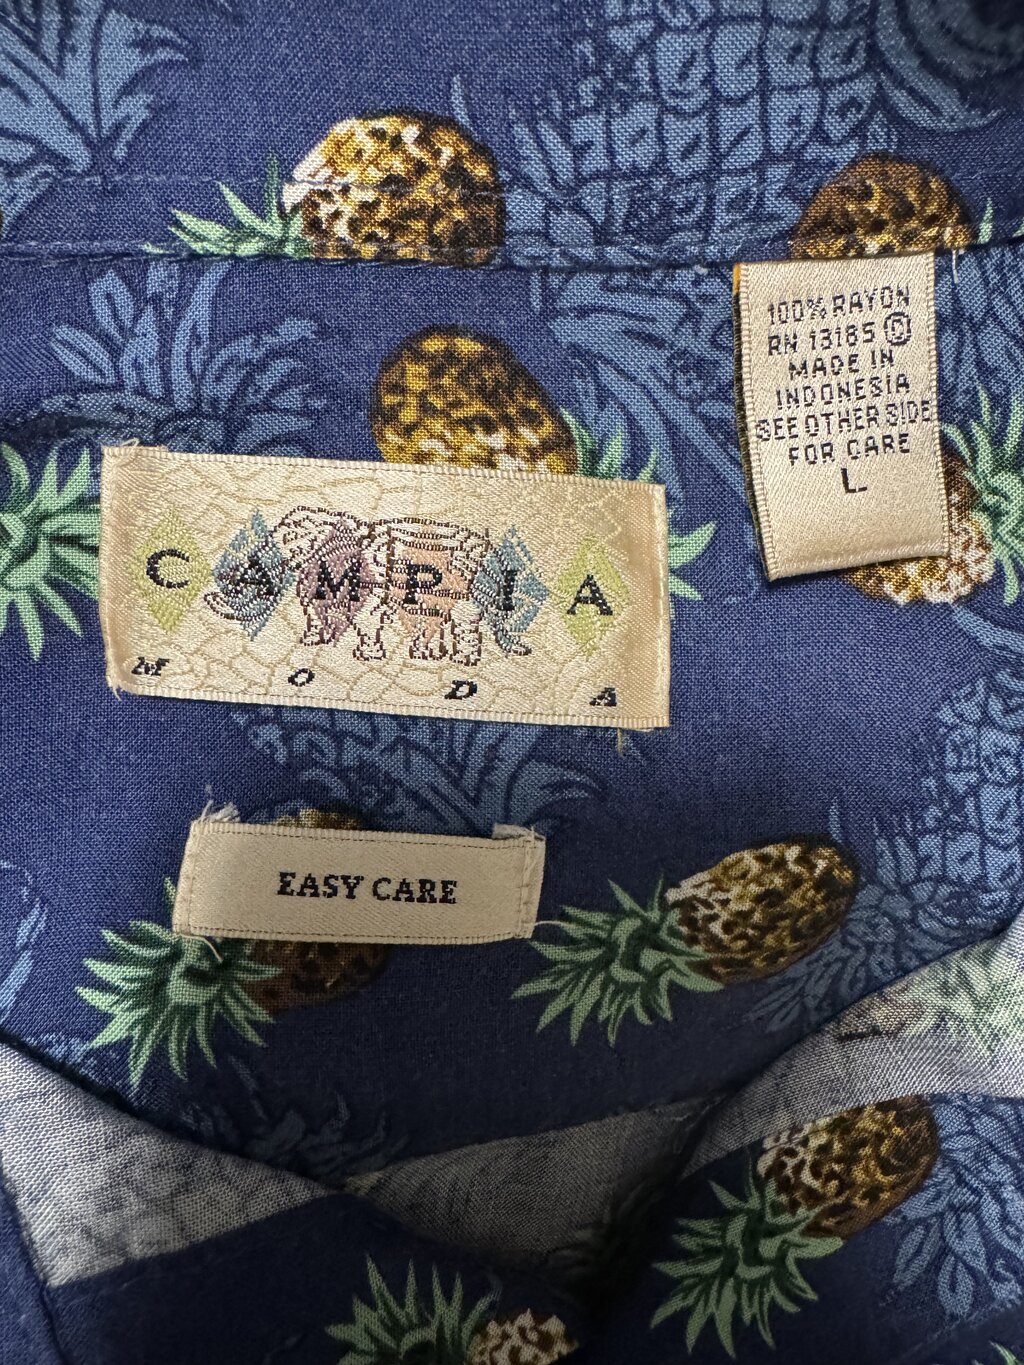 CAMPIA
MODA
100% RAYON
RN 13185 Ⓓ
MADE IN
INDONESIA
SEE OTHER SIDE
FOR CARE
L
EASY CARE